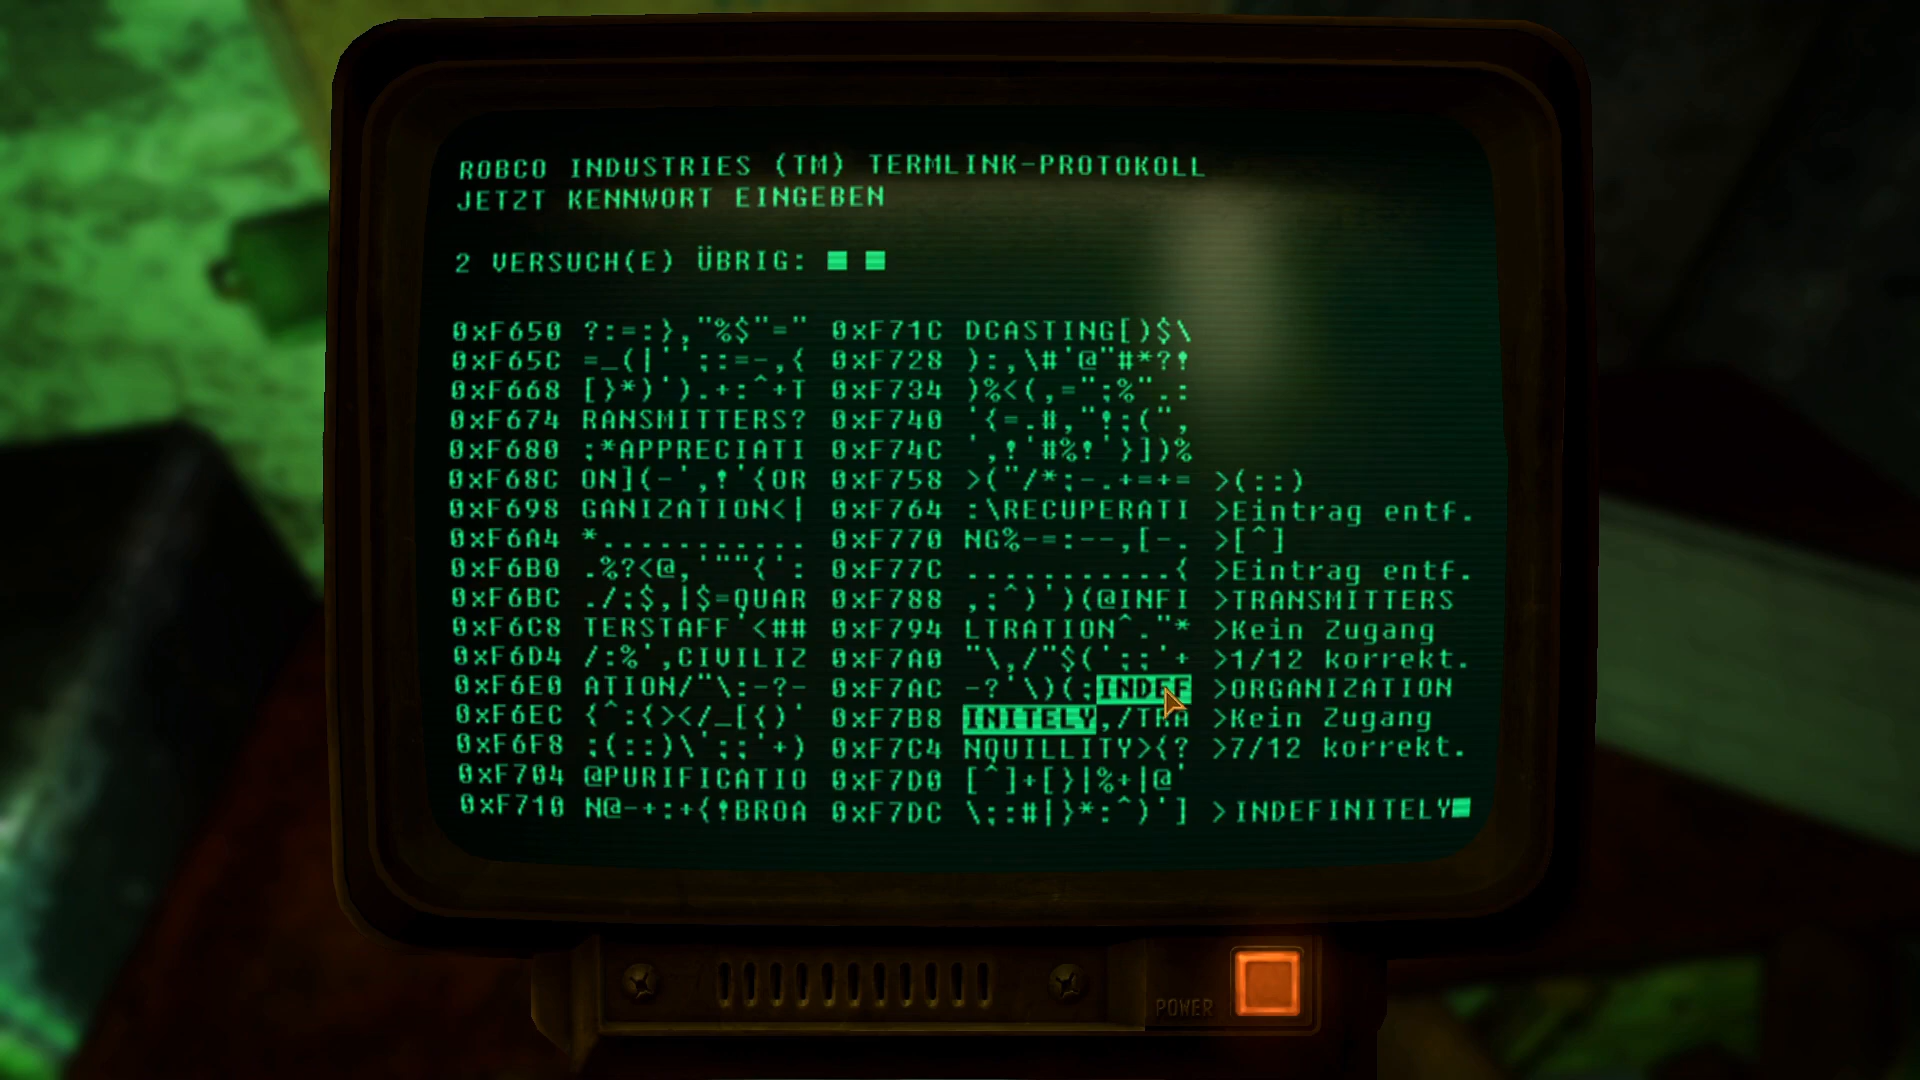 ROBCO INDUSTRIES (TM) TERMLINK-PROTOKOLL
JETZT KENNWORT EINGEBEN
2 VERSUCH(E) ÜBRIG: ■ ■
0xF650 ?:=:},"%$"="
0xF65C =_(|'';:=-,{
0xF668 [}*)').+:^+T
0xF674 RANSMITTERS?
0xF680 ;*APPRECIATI
0xF68C ON](-',!'{OR
0xF698 GANIZATION<|
0xF6A4 *...........
0xF6B0 .%?<@,'""{':
0xF6BC ./;$,|$=QUAR
0xF6C8 TERSTAFF'<##
0xF6D4 /:%',CIVILIZ
0xF6E0 ATION/"\:-?-
0xF6EC {^:{></_[{)'
0xF6F8 ;(::)\';;'+)
0xF704 @PURIFICATIO
0xF710 N@-+:+{!BROA
0xF71C DCASTING[)$\
0xF728 ):,\#'@"#*?!
0xF734 )%<(,=";%".:
0xF740 '{=.#,"!;(",
0xF74C ',!'#%!'}])%
0xF758 >("/*;-.+=+=
0xF764 :\RECUPERATI
0xF770 NG%-=:--,[-.
0xF77C ...........{
0xF788 ,;^)')(@INFI
0xF794 LTRATION^."*
0xF7A0 "\,/"$(';;'+
0xF7AC -?'\)(;INDEF
0xF7B8 INITELY,/TRA
0xF7C4 NQUILLITY>{?
0xF7D0 [^]+[}|%+|@'
0xF7DC \;:#|}*:^)']
>(::)
>Eintrag entf.
>[^]
>Eintrag entf.
>TRANSMITTERS
>Kein Zugang
>1/12 korrekt.
>ORGANIZATION
>Kein Zugang
>7/12 korrekt.
>INDEFINITELY■
POWER